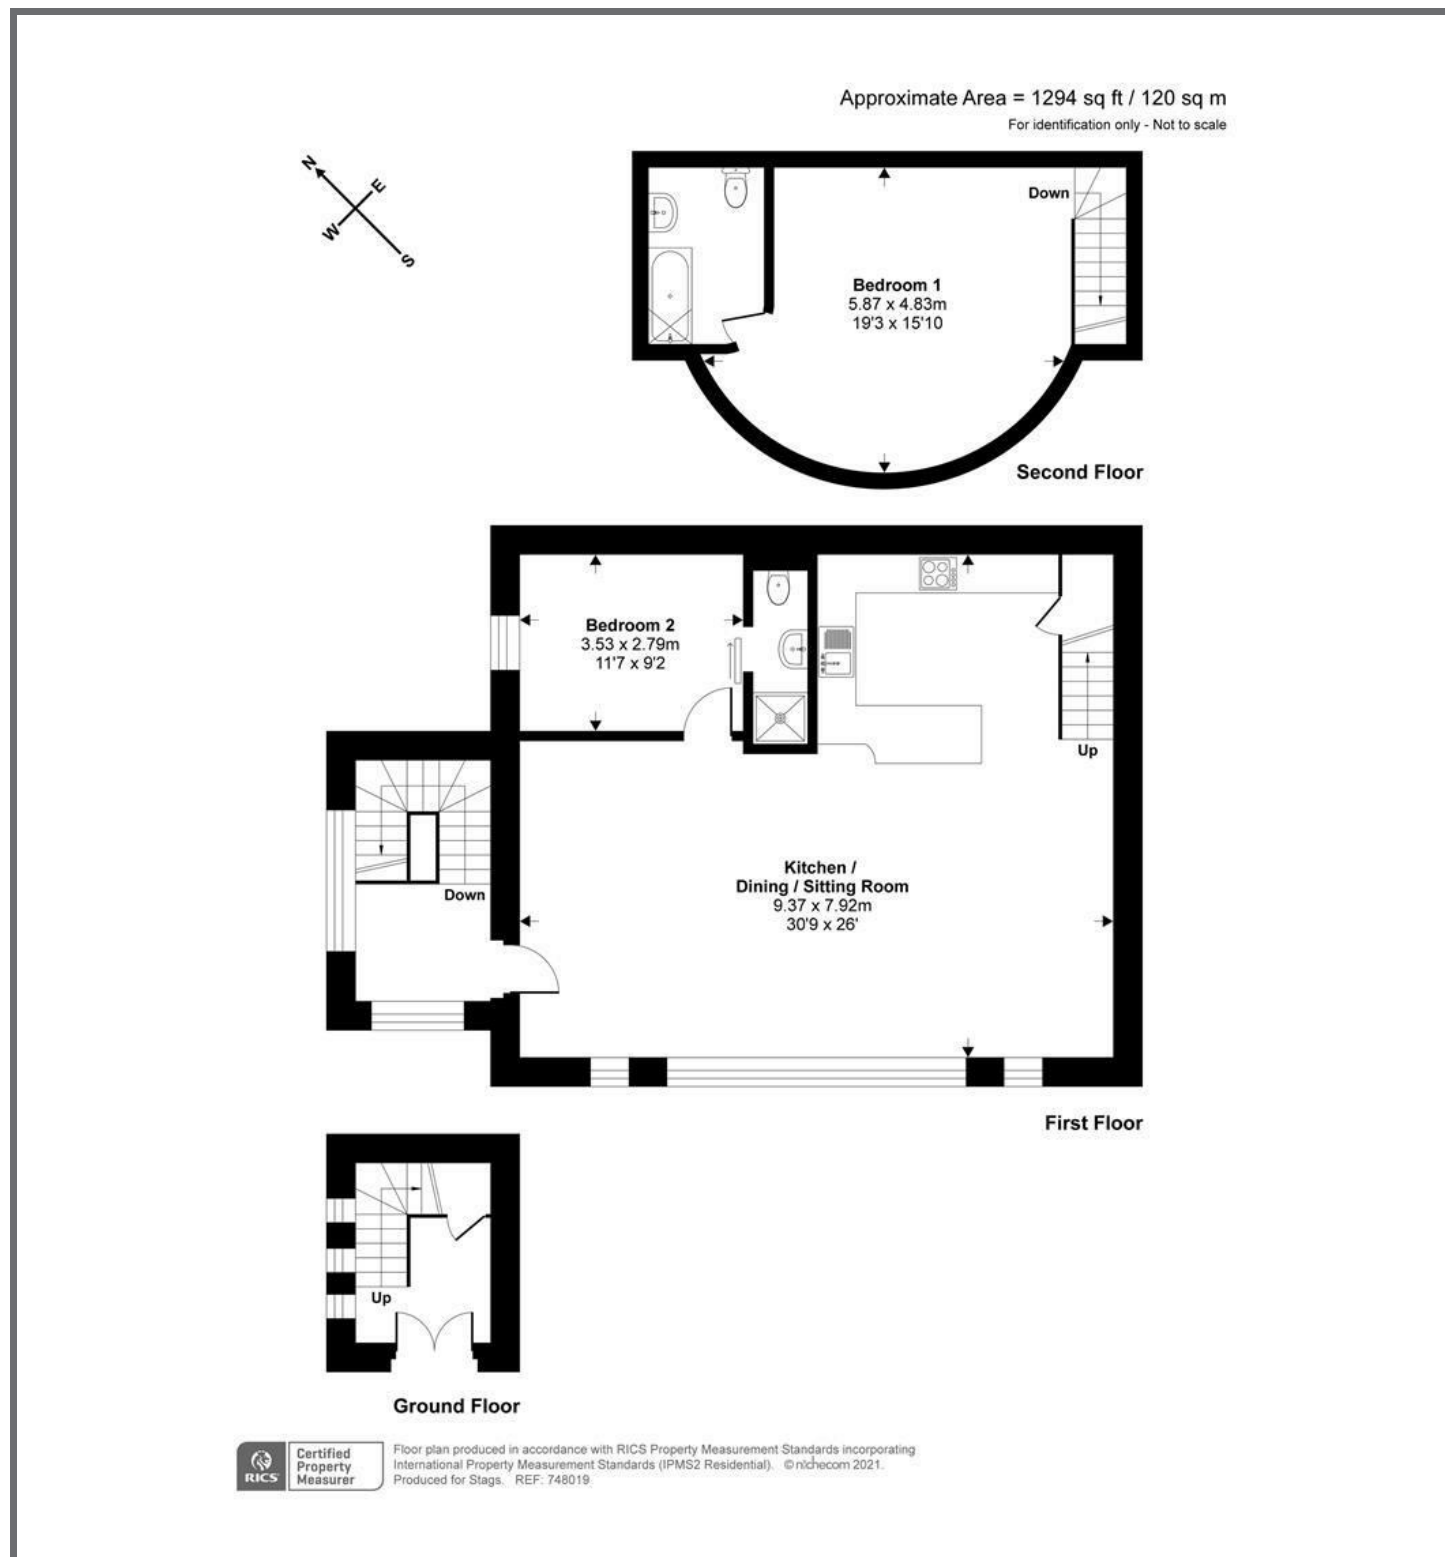 Approximate Area = 1294 sq ft / 120 sq m
For identification only - Not to scale
N
E
W
S
Down
Bedroom 1
5.87 x 4.83m
19'3 x 15'10
Second Floor
Bedroom 2
3.53 x 2.79m
11'7 x 9'2
Up
Down
Kitchen /
Dining / Sitting Room
9.37 x 7.92m
30'9 x 26'
First Floor
Up
Ground Floor
RICS
Certified
Property
Measurer
Floor plan produced in accordance with RICS Property Measurement Standards incorporating
International Property Measurement Standards (IPMS2 Residential). © nichecom 2021.
Produced for Stags. REF: 748019